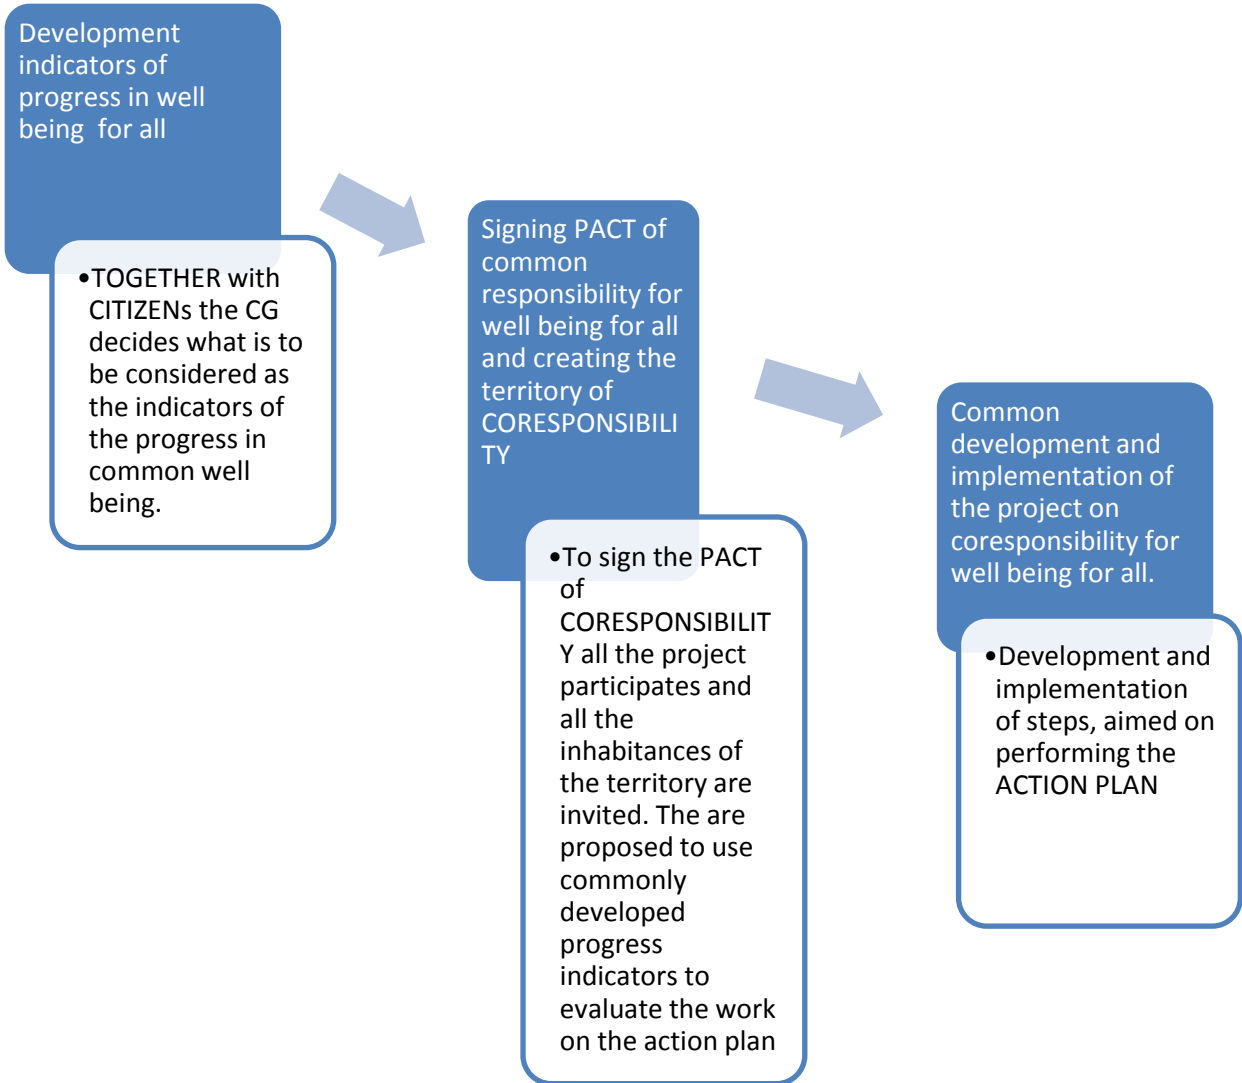 Development
indicators of
progress in well
being for all
•TOGETHER with
CITIZENs the CG
decides what is to
be considered as
the indicators of
the progress in
common well
being.
Signing PACT of
common
responsibility for
well being for all
and creating the
territory of
CORESPONSIBILI
TY
•To sign the PACT
of
CORESPONSIBILIT
Y all the project
participates and
all the
inhabitances of
the territory are
invited. The are
proposed to use
commonly
developed
progress
indicators to
evaluate the work
on the action plan
Common
development and
implementation of
the project on
coresponsibility for
well being for all.
•Development and
implementation
of steps, aimed on
performing the
ACTION PLAN